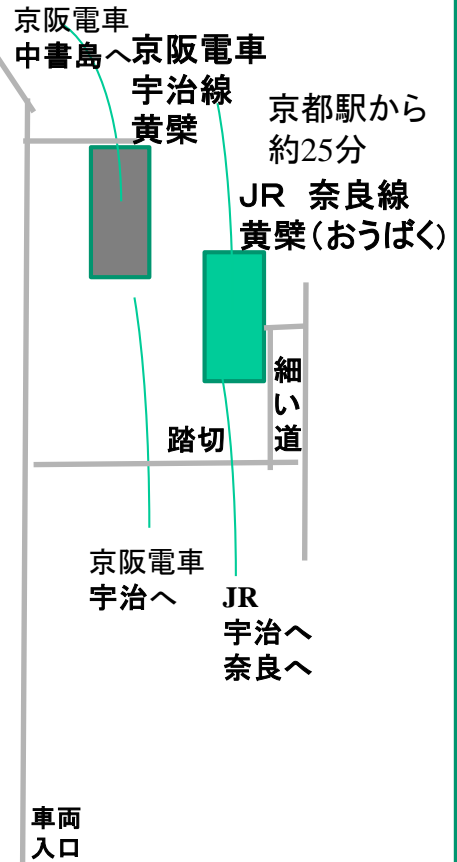 京阪電車
中書島へ
京阪電車
宇治線
黄檗
京都駅から
約25分
JR 奈良線
黄檗（おうばく）
細い道
踏切
京阪電車
宇治へ
JR
宇治へ
奈良へ
車両
入口